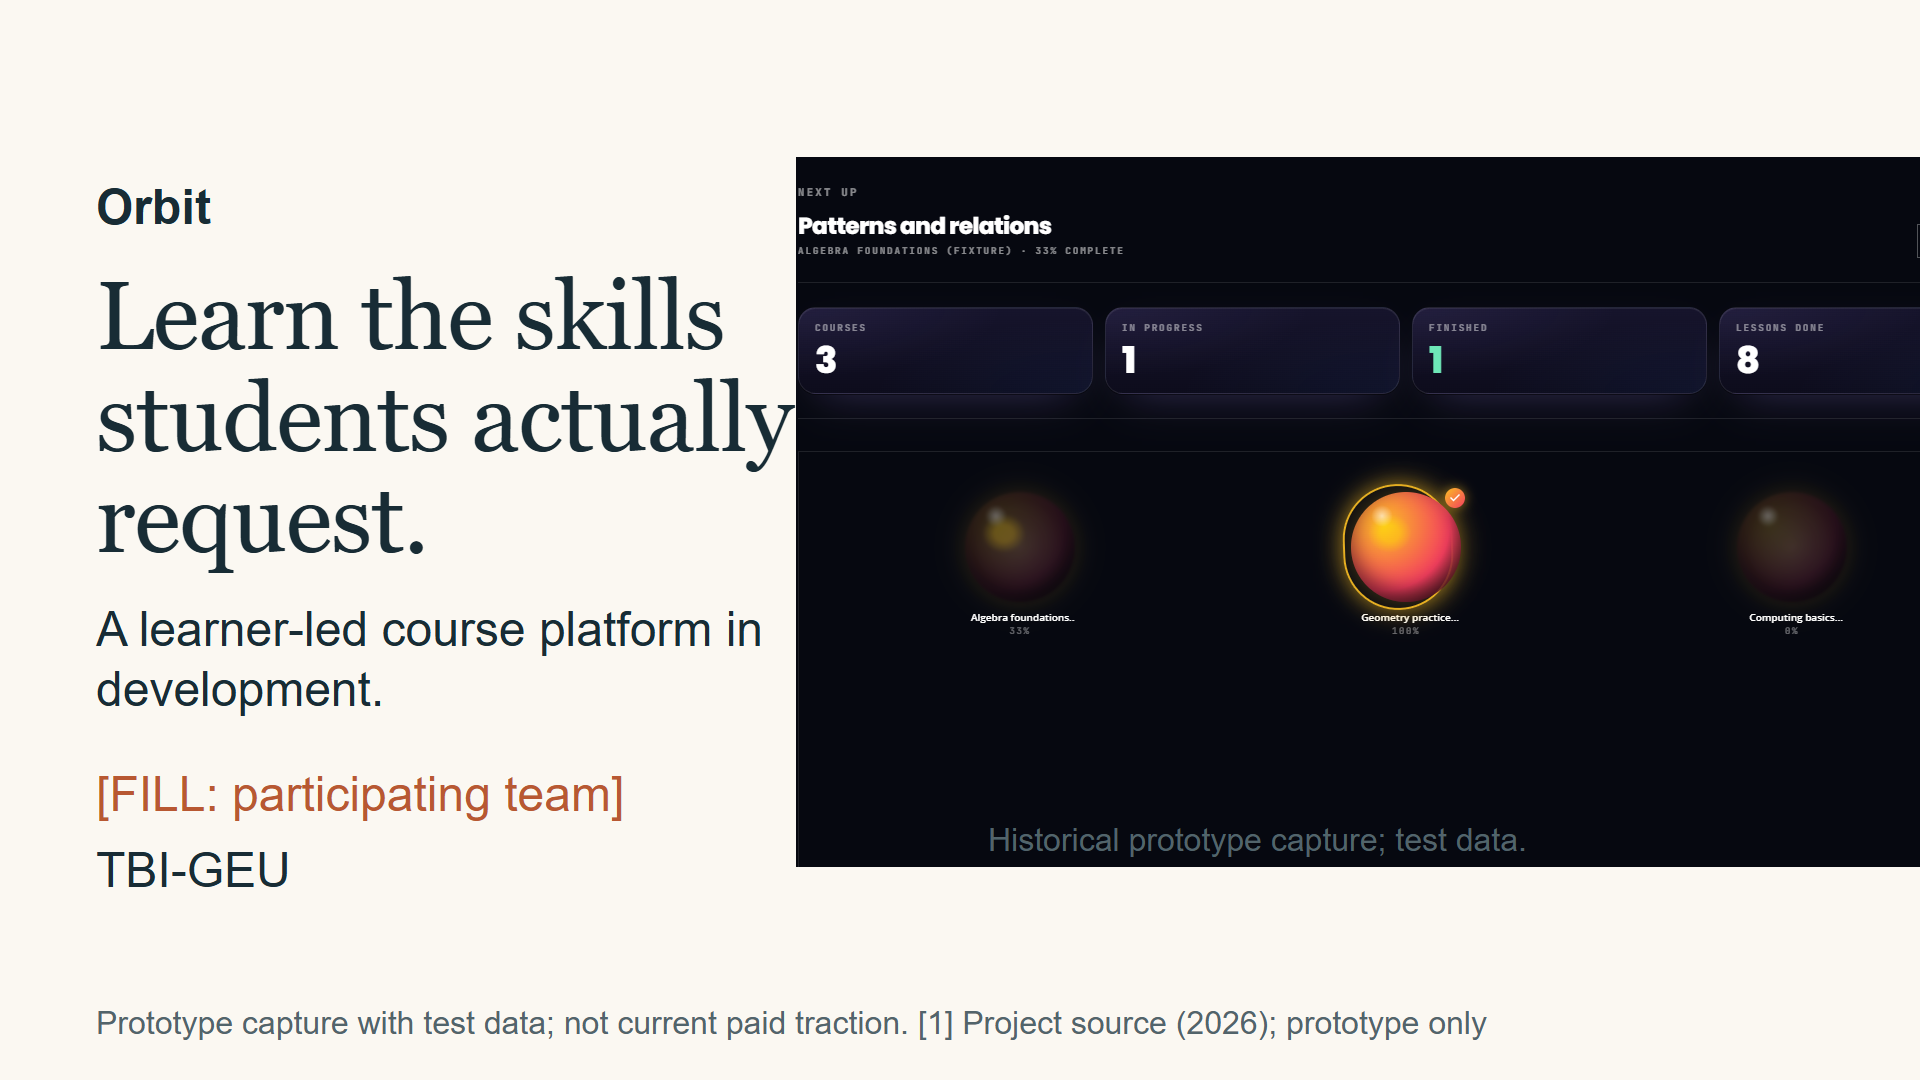 Orbit
Learn the skills
students actually
request.
A learner-led course platform in
development.
[FILL: participating team]
TBI-GEU
NEXT UP
Patterns and relations
ALGEBRA FOUNDATIONS (FIXTURE) · 33% COMPLETE
COURSES
3
IN PROGRESS
1
FINISHED
1
LESSONS DONE
8
Algebra foundations..
33%
Geometry practice...
100%
Computing basics...
0%
Historical prototype capture; test data.
Prototype capture with test data; not current paid traction. [1] Project source (2026); prototype only